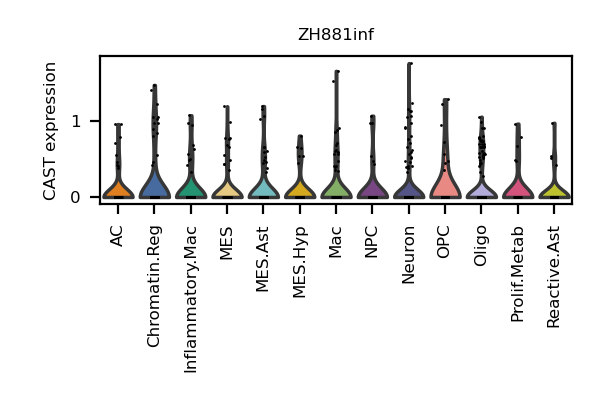 ZH881inf
CAST expression
1
0
AC
Chromatin.Reg
Inflammatory.Mac
MES
MES.Ast
MES.Hyp
Mac
NPC
Neuron
OPC
Oligo
Prolif.Metab
Reactive.Ast